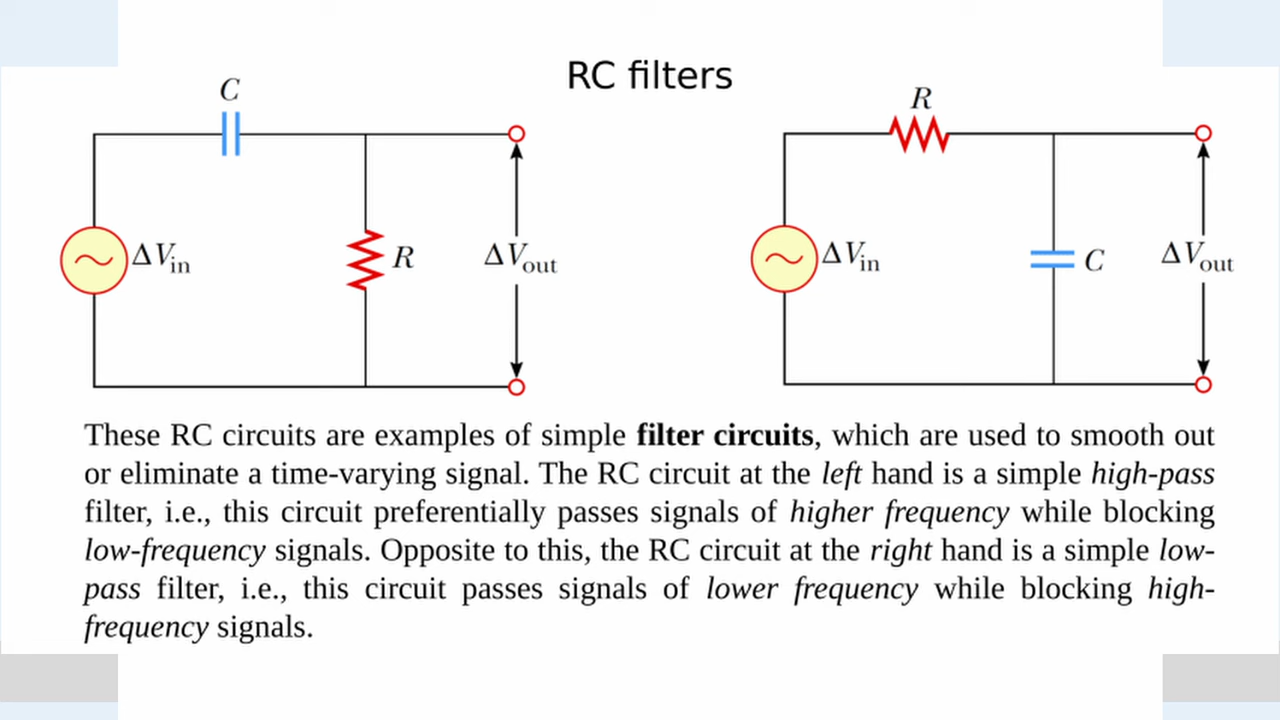 RC filters
C
ΔVin
R
ΔVout
R
ΔVin
C
ΔVout
These RC circuits are examples of simple filter circuits, which are used to smooth out
or eliminate a time-varying signal. The RC circuit at the left hand is a simple high-pass
filter, i.e., this circuit preferentially passes signals of higher frequency while blocking
low-frequency signals. Opposite to this, the RC circuit at the right hand is a simple low-
pass filter, i.e., this circuit passes signals of lower frequency while blocking high-
frequency signals.